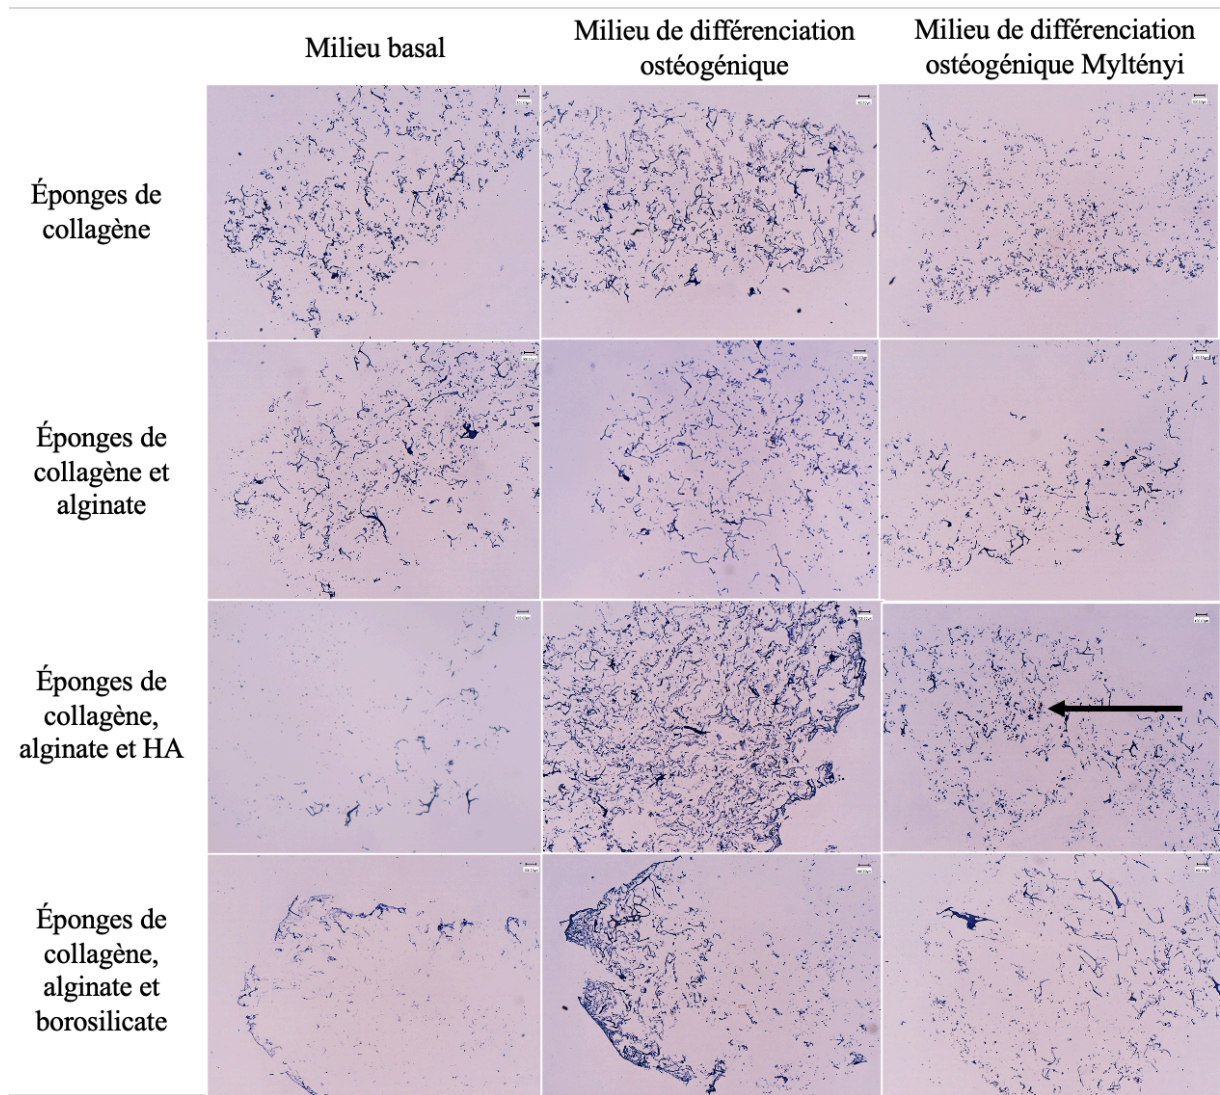 Milieu basal
Milieu de différenciation
ostéogénique
Milieu de différenciation
ostéogénique Myltényi
Éponges de
collagène
Éponges de
collagène et
alginate
Éponges de
collagène,
alginate et HA
Éponges de
collagène,
alginate et
borosilicate